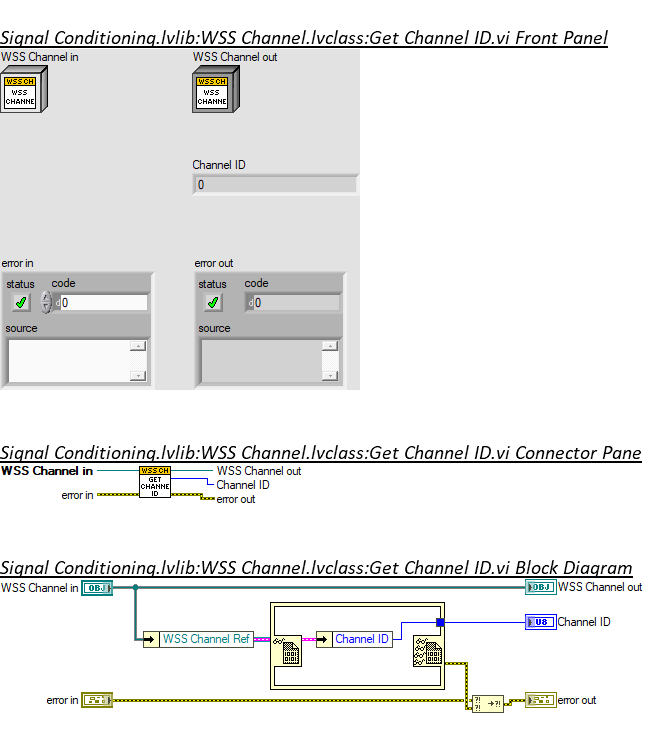 Signal Conditioning.lvlib:WSS Channel.lvclass:Get Channel ID.vi Front Panel
WSS Channel in
WSS Channel out
WSS CH
WSS
CHANNE
WSS CH
WSS
CHANNE
Channel ID
0
error in
error out
status
code
status
code
d
0
d
0
source
source
Signal Conditioning.lvlib:WSS Channel.lvclass:Get Channel ID.vi Connector Pane
WSS Channel in
WSS CH
GET
CHANNE
ID
WSS Channel out
Channel ID
error in
error out
Signal Conditioning.lvlib:WSS Channel.lvclass:Get Channel ID.vi Block Diagram
WSS Channel in
OBJ
OBJ
WSS Channel out
U8
Channel ID
WSS Channel Ref
Channel ID
error in
?!
?!
→?!
error out